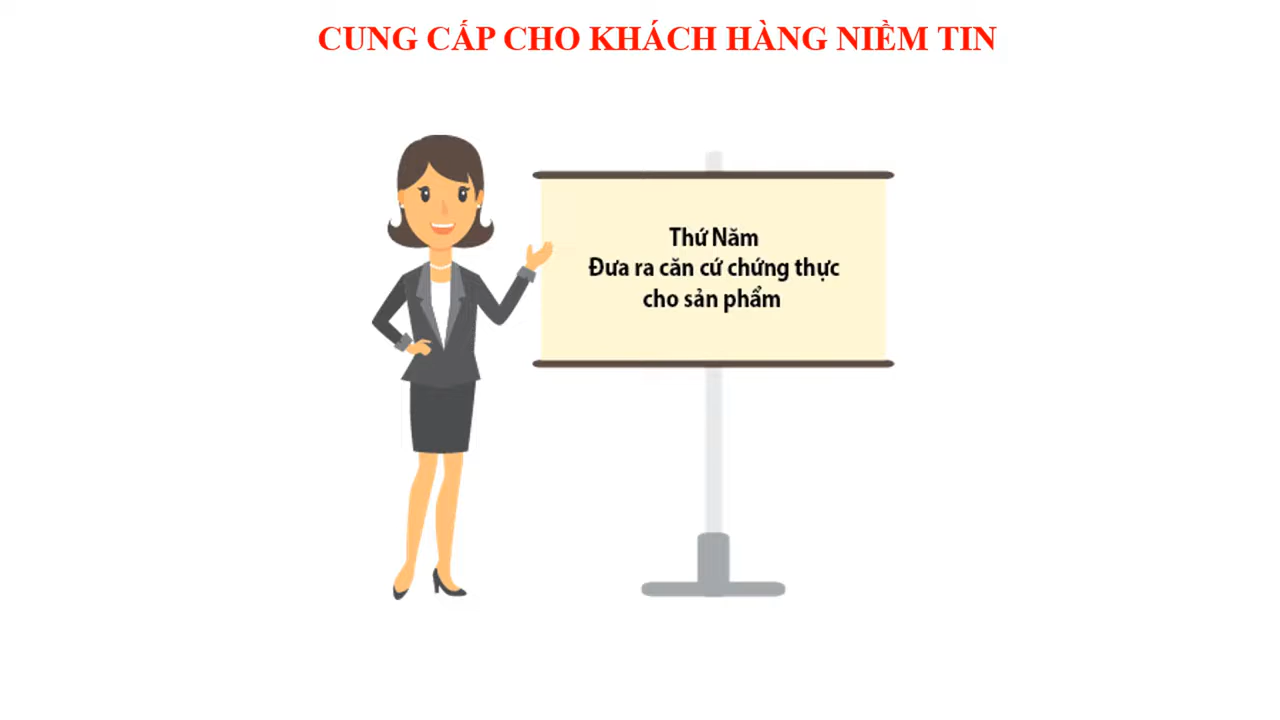 CUNG CẤP CHO KHÁCH HÀNG NIỀM TIN
Thứ Năm
Đưa ra căn cứ chứng thực
cho sản phẩm